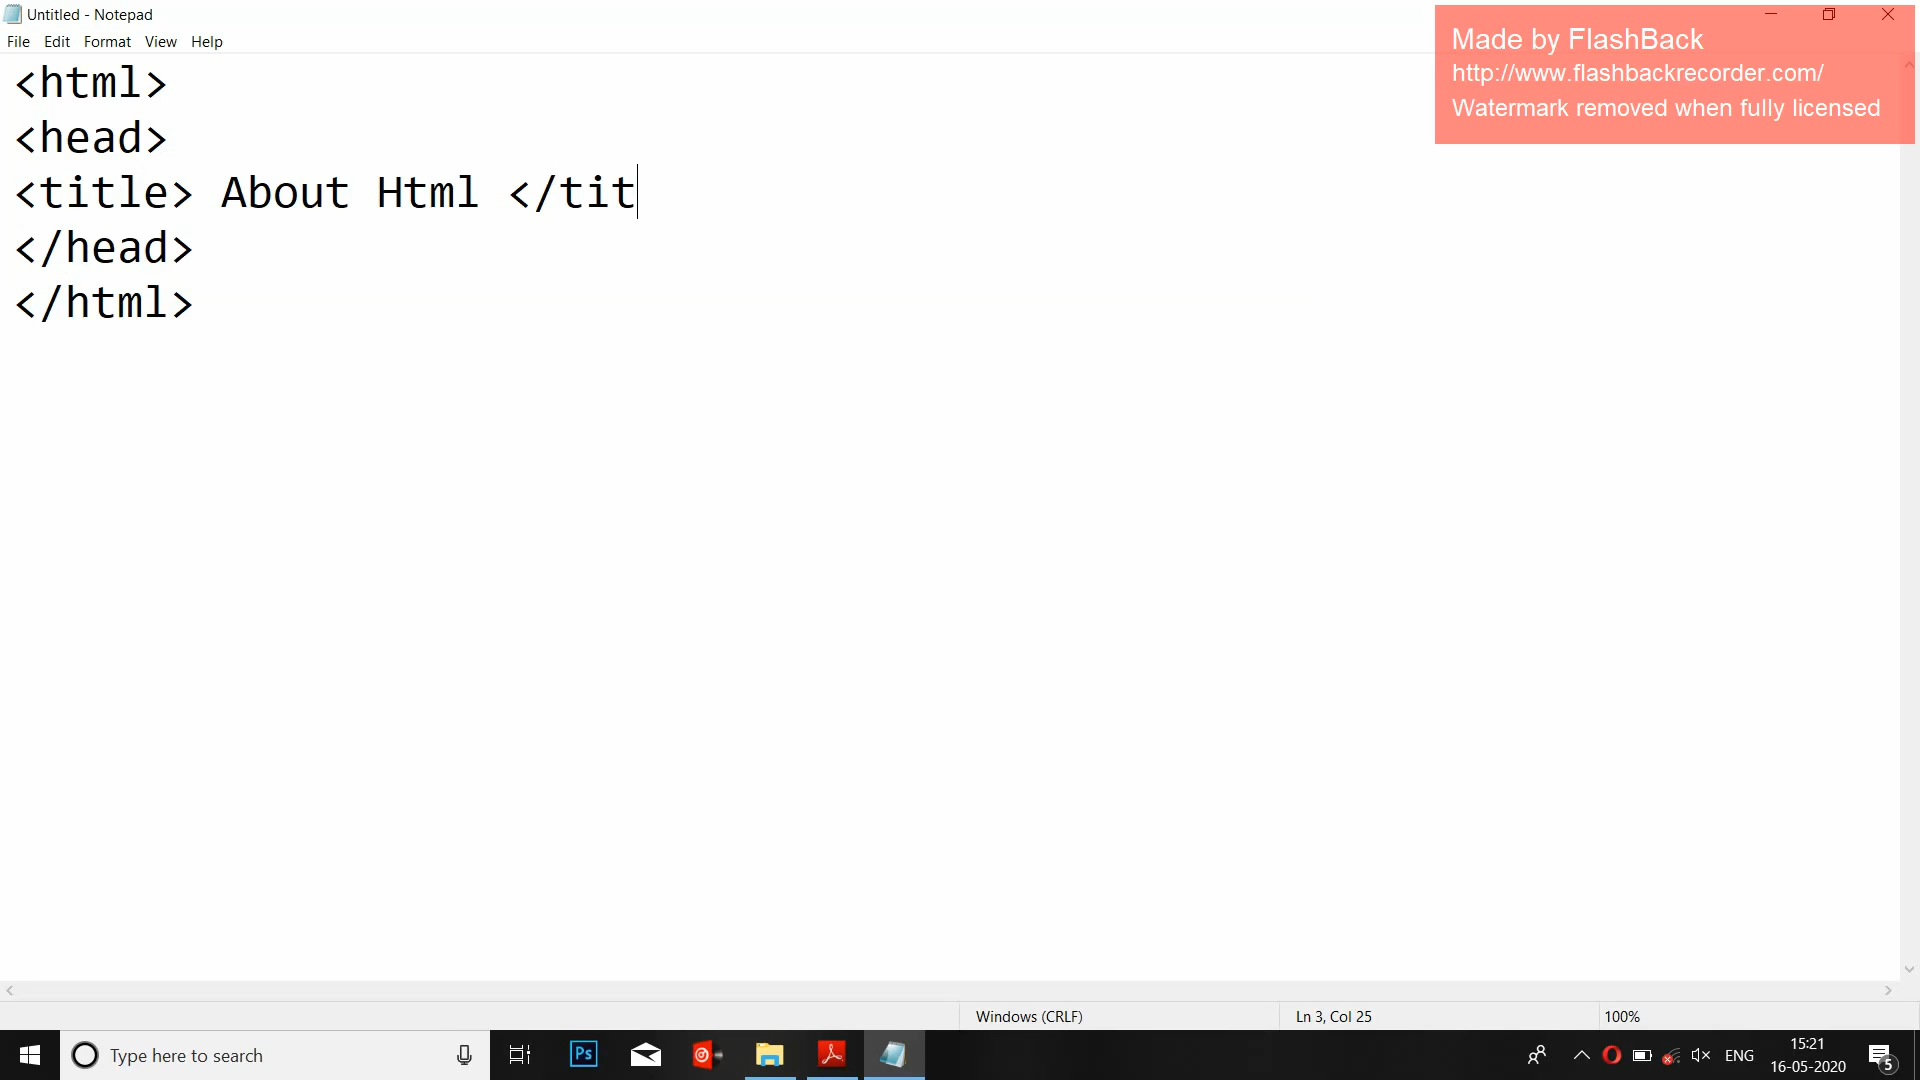 Untitled - Notepad
File Edit Format View Help
Made by FlashBack
http://www.flashbackrecorder.com/
Watermark removed when fully licensed
<html>
<head>
<title> About Html </tit
</head>
</html>
Windows (CRLF) Ln 3, Col 25 100%
Type here to search Ps ENG 15:21
16-05-2020 5